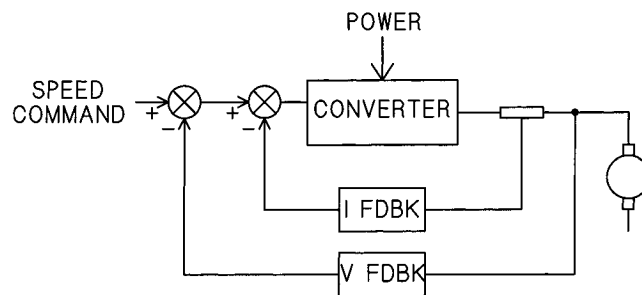 POWER
SPEED
COMMAND
+
−
+
−
CONVERTER
I FDBK
V FDBK